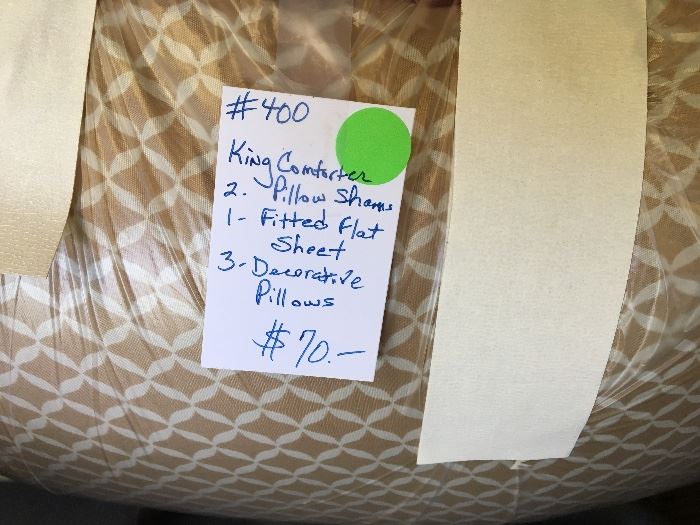 #400
King Comforter
2. Pillow Shams
1- Fitted Flat
Sheet
3- Decorative
Pillows
$70.—